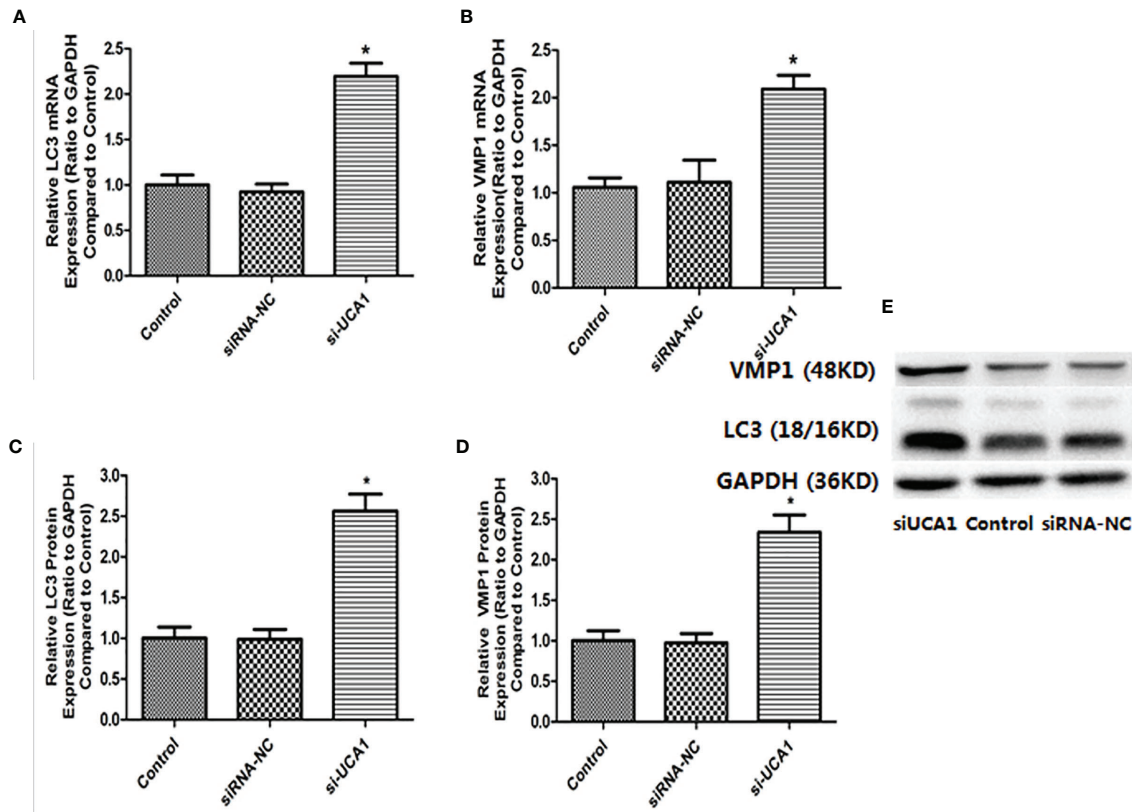 A
Relative LC3 mRNA
Expression (Ratio to GAPDH
Compared to Control)
2.5
2.0
1.5
1.0
0.5
0.0
*
Control
siRNA-NC
si-UCA1
B
Relative VMP1 mRNA
Expression(Ratio to GAPDH
Compared to Control)
2.5
2.0
1.5
1.0
0.5
0.0
*
Control
siRNA-NC
si-UCA1
C
Relative LC3 Protein
Expression (Ratio to GAPDH
Compared to Control)
3.0
2.5
2.0
1.5
1.0
0.5
0.0
*
Control
siRNA-NC
si-UCA1
D
Relative VMP1 Protein
Expression (Ratio to GAPDH
Compared to Control)
3.0
2.5
2.0
1.5
1.0
0.5
0.0
*
Control
siRNA-NC
si-UCA1
E
VMP1 (48KD)
LC3 (18/16KD)
GAPDH (36KD)
siUCA1 Control siRNA-NC